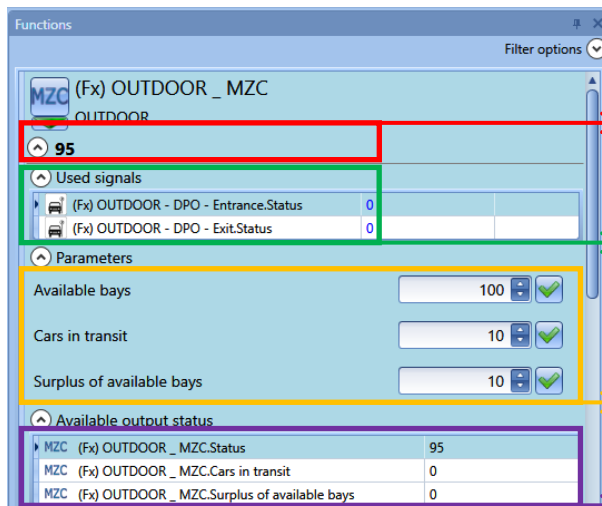 Functions
Filter options
MZC (Fx) OUTDOOR _ MZC
OUTDOOR
95
Used signals
(Fx) OUTDOOR - DPO - Entrance.Status 0
(Fx) OUTDOOR - DPO - Exit.Status 0
Parameters
Available bays 100
Cars in transit 10
Surplus of available bays 10
Available output status
MZC (Fx) OUTDOOR _ MZC.Status 95
MZC (Fx) OUTDOOR _ MZC.Cars in transit 0
MZC (Fx) OUTDOOR _ MZC.Surplus of available bays 0